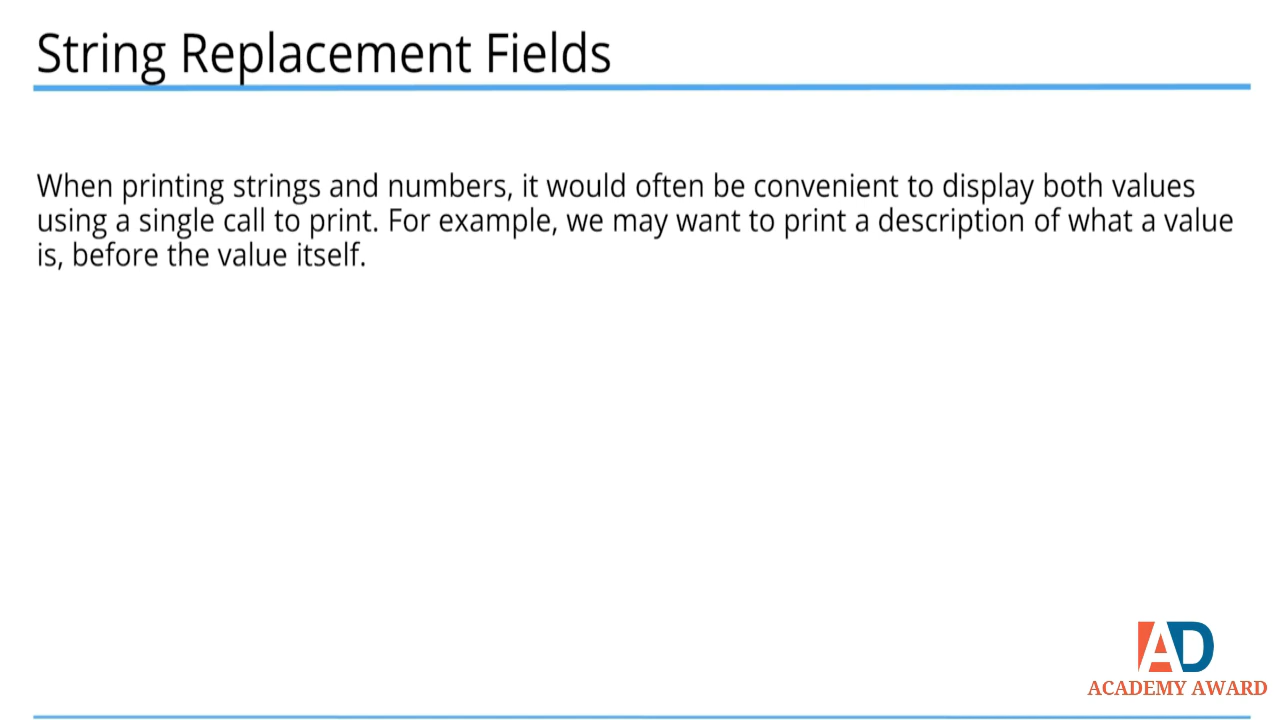 String Replacement Fields
When printing strings and numbers, it would often be convenient to display both values
using a single call to print. For example, we may want to print a description of what a value
is, before the value itself.
AD
ACADEMY AWARD